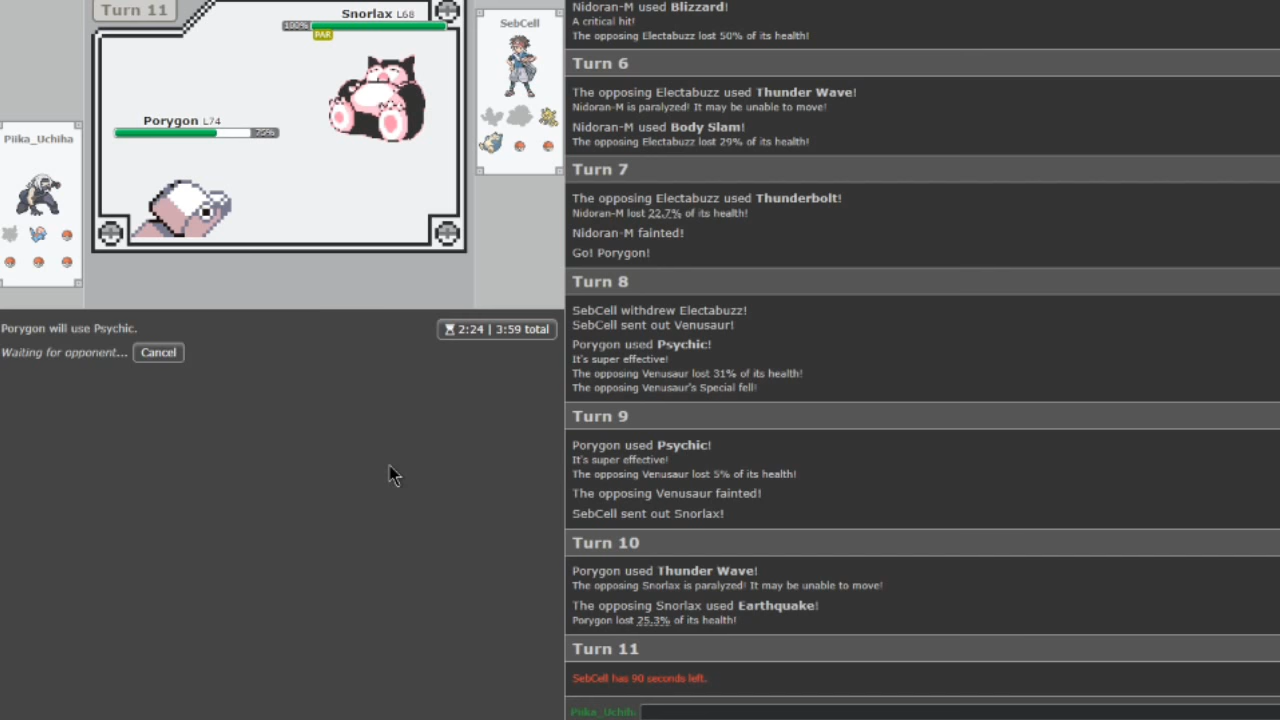 Turn 11
Snorlax L68
100%
PAR
Porygon L74
75%
Piika_Uchiha
SebCell
Porygon will use Psychic.
2:24 | 3:59 total
Waiting for opponent... Cancel
Nidoran-M used Blizzard!
A critical hit!
The opposing Electabuzz lost 50% of its health!
Turn 6
The opposing Electabuzz used Thunder Wave!
Nidoran-M is paralyzed! It may be unable to move!
Nidoran-M used Body Slam!
The opposing Electabuzz lost 29% of its health!
Turn 7
The opposing Electabuzz used Thunderbolt!
Nidoran-M lost 22.7% of its health!
Nidoran-M fainted!
Go! Porygon!
Turn 8
SebCell withdrew Electabuzz!
SebCell sent out Venusaur!
Porygon used Psychic!
It's super effective!
The opposing Venusaur lost 31% of its health!
The opposing Venusaur's Special fell!
Turn 9
Porygon used Psychic!
It's super effective!
The opposing Venusaur lost 5% of its health!
The opposing Venusaur fainted!
SebCell sent out Snorlax!
Turn 10
Porygon used Thunder Wave!
The opposing Snorlax is paralyzed! It may be unable to move!
The opposing Snorlax used Earthquake!
Porygon lost 25.3% of its health!
Turn 11
SebCell has 90 seconds left.
Piika_Uchih: